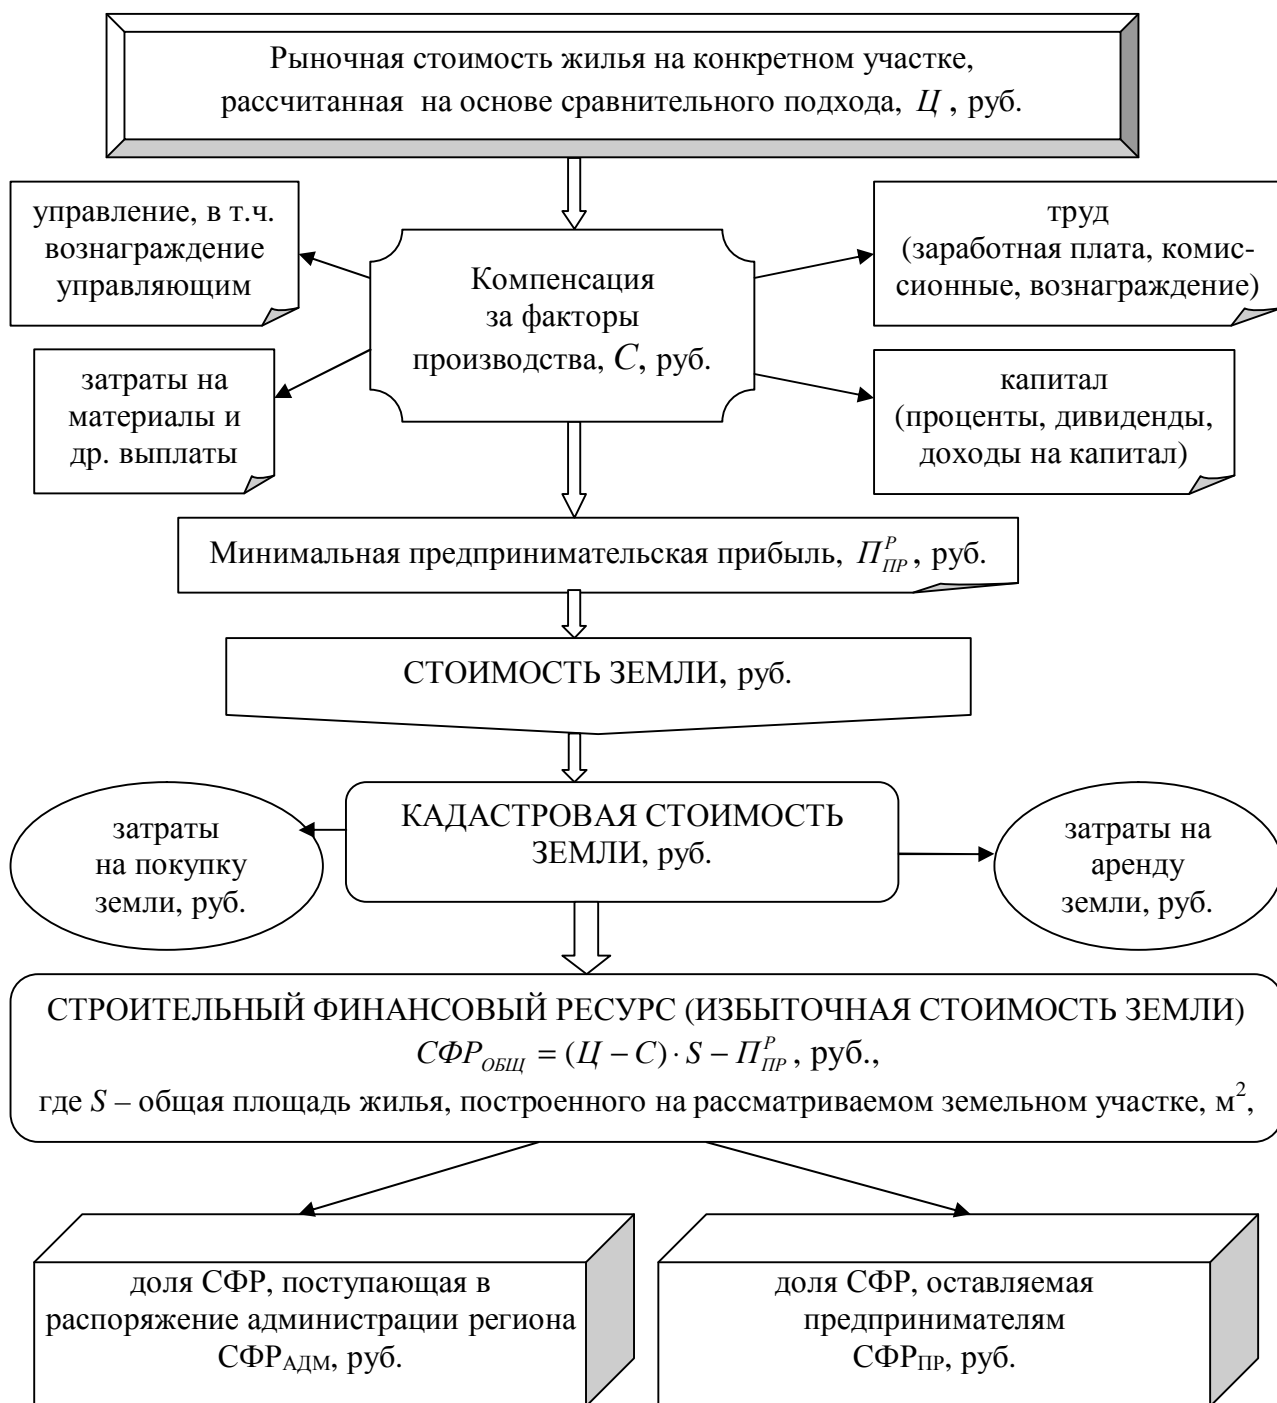 Рыночная стоимость жилья на конкретном участке,
рассчитанная на основе сравнительного подхода, Ц , руб.
управление, в т.ч.
вознаграждение
управляющим
труд
(заработная плата, комис-
сионные, вознаграждение)
Компенсация
за факторы
производства, С, руб.
затраты на
материалы и
др. выплаты
капитал
(проценты, дивиденды,
доходы на капитал)
Минимальная предпринимательская прибыль, П^Р_ПР, руб.
СТОИМОСТЬ ЗЕМЛИ, руб.
затраты
на покупку
земли, руб.
КАДАСТРОВАЯ СТОИМОСТЬ
ЗЕМЛИ, руб.
затраты на
аренду
земли, руб.
СТРОИТЕЛЬНЫЙ ФИНАНСОВЫЙ РЕСУРС (ИЗБЫТОЧНАЯ СТОИМОСТЬ ЗЕМЛИ)
СФР_ОБЩ = (Ц – С) · S – П^Р_ПР, руб.,
где S – общая площадь жилья, построенного на рассматриваемом земельном участке, м²,
доля СФР, поступающая в
распоряжение администрации региона
СФР_АДМ, руб.
доля СФР, оставляемая
предпринимателям
СФР_ПР, руб.